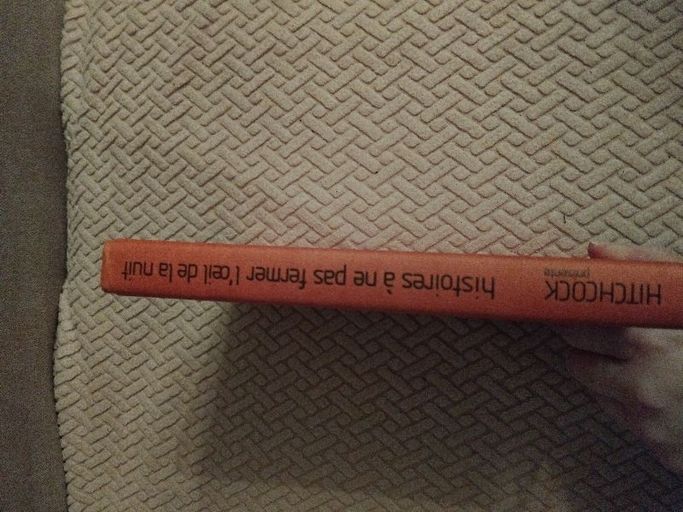 HITCHCOCK
présente
histoires à ne pas fermer l'œil de la nuit